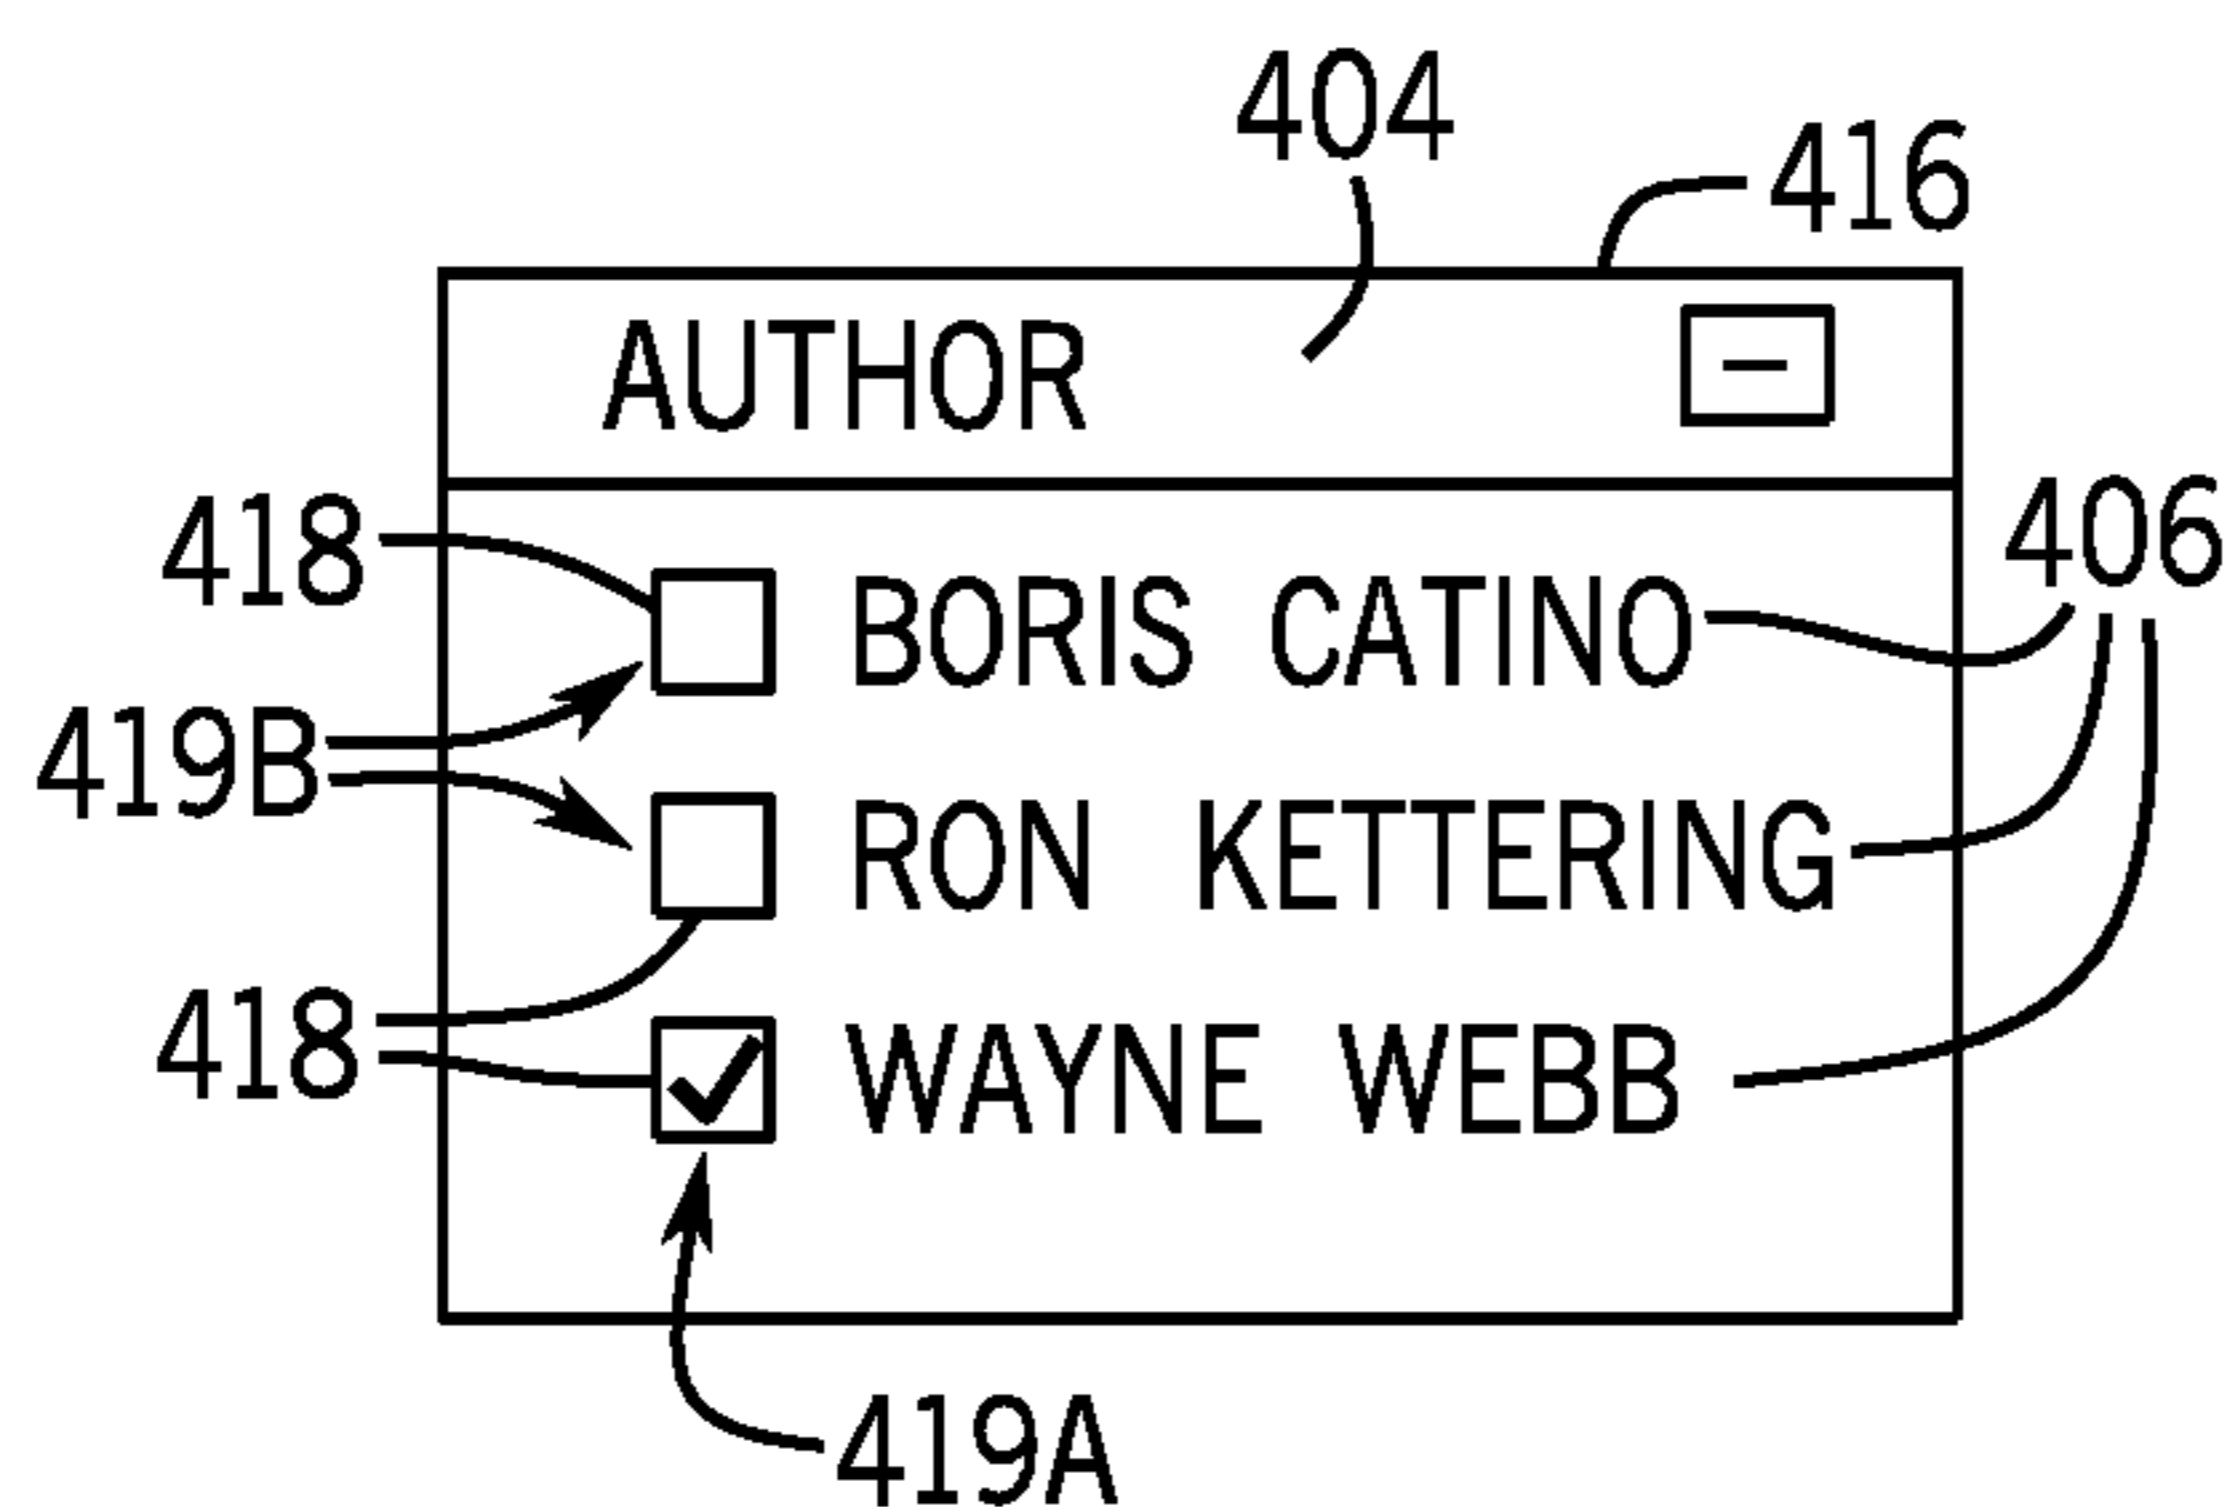 404
416
AUTHOR
418
BORIS CATINO
406
419B
RON KETTERING
418
WAYNE WEBB
419A